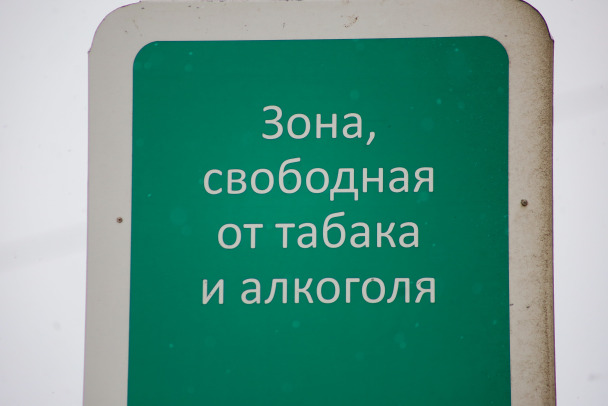 Зона,
свободная
от табака
и алкоголя